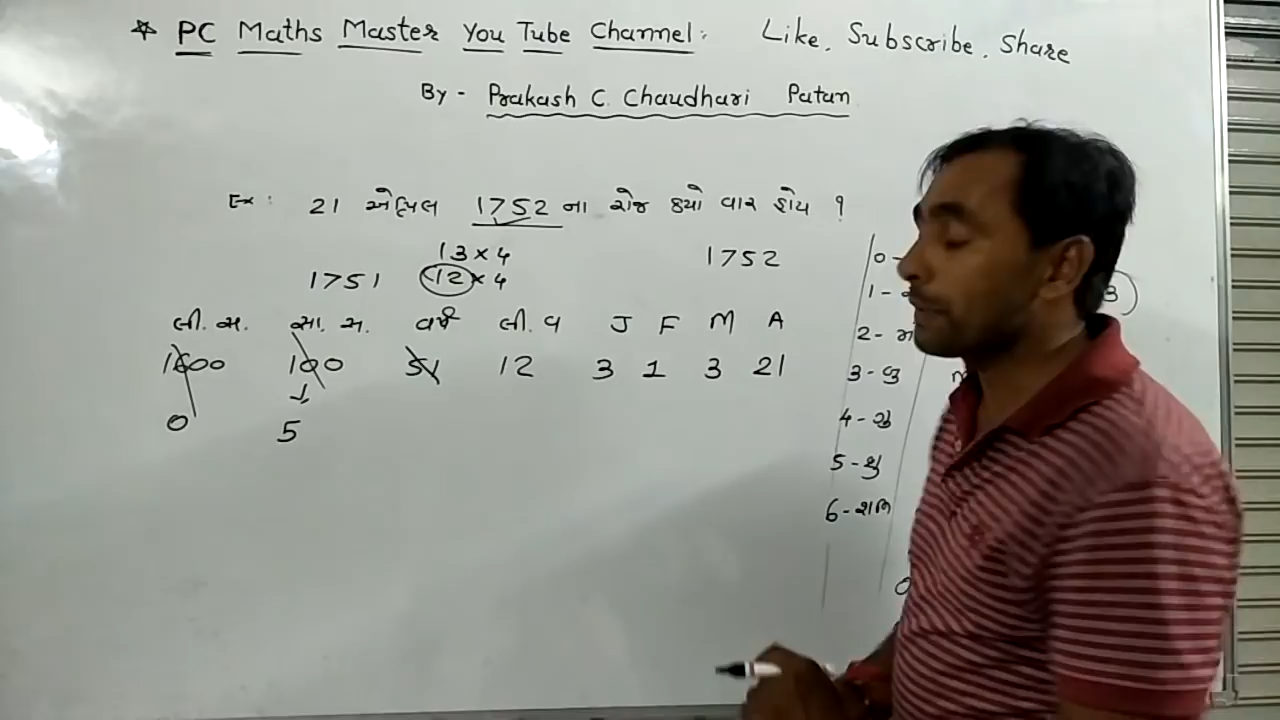 ☆ PC Maths Master You Tube Channel: Like, Subscribe, Share
By - Prakash C. Chaudhari Patan
Ex: 21 એપ્રિલ 1752 ના રોજ કયો વાર હોય ?
13 × 4 1752
1751 12 × 4
લી. સ. સા. સ. વર્ષ લી. વ J F M A
1600 100 51 12 3 1 3 21
0 5
0 -
1 -
2 -
3 - બુ
4 - ગુ
5 - શુ
6 - શનિ